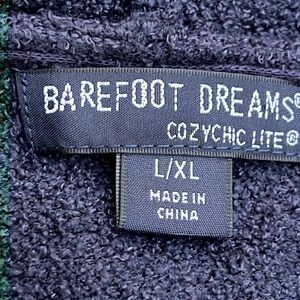 BAREFOOT DREAMS®
COZYCHIC LITE®
L/XL
MADE IN
CHINA